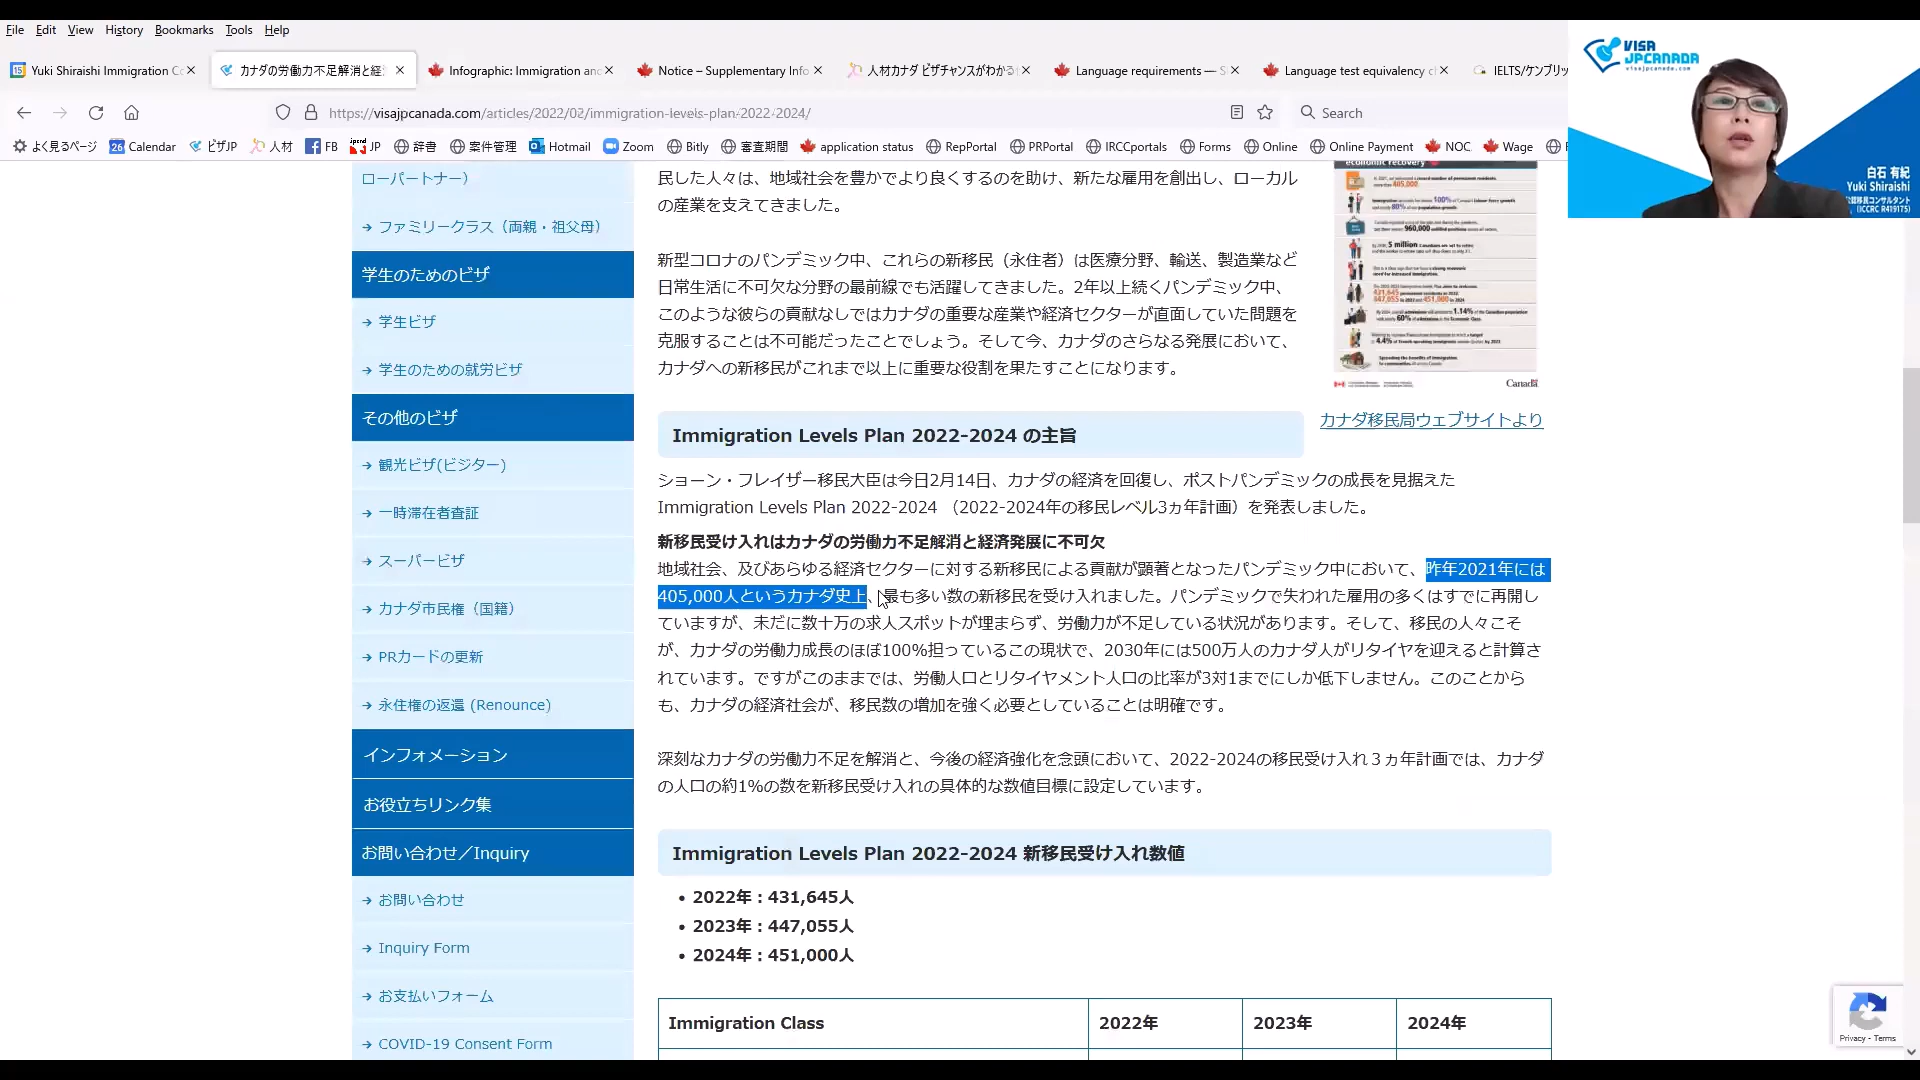 File Edit View History Bookmarks Tools Help
Yuki Shiraishi Immigration Co
カナダの労働力不足解消と経
Infographic: Immigration and
Notice – Supplementary Info
人材カナダ ビザチャンスがわかる
Language requirements — S
Language test equivalency c
IELTS/ケンブリッ
https://visajpcanada.com/articles/2022/02/immigration-levels-plan-2022-2024/
Search
よく見るページ Calendar ビザJP 人材 FB JP 辞書 案件管理 Hotmail Zoom Bitly 審査期間 application status RepPortal PRPortal IRCCportals Forms Online Online Payment NOC Wage
VISA
JPCANADA
visajpcanada.com
白石 有紀
Yuki Shiraishi
移民コンサルタント
(ICCRC R419175)
ローパートナー)
→ ファミリークラス（両親・祖父母）
学生のためのビザ
→ 学生ビザ
→ 学生のための就労ビザ
その他のビザ
→ 観光ビザ(ビジター)
→ 一時滞在者査証
→ スーパービザ
→ カナダ市民権（国籍）
→ PRカードの更新
→ 永住権の返還 (Renounce)
インフォメーション
お役立ちリンク集
お問い合わせ／Inquiry
→ お問い合わせ
→ Inquiry Form
→ お支払いフォーム
→ COVID-19 Consent Form
民した人々は、地域社会を豊かでより良くするのを助け、新たな雇用を創出し、ローカル
の産業を支えてきました。
新型コロナのパンデミック中、これらの新移民（永住者）は医療分野、輸送、製造業など
日常生活に不可欠な分野の最前線でも活躍してきました。2年以上続くパンデミック中、
このような彼らの貢献なしではカナダの重要な産業や経済セクターが直面していた問題を
克服することは不可能だったことでしょう。そして今、カナダのさらなる発展において、
カナダへの新移民がこれまで以上に重要な役割を果たすことになります。
economic recovery
405,000
100%
80%
960,000
5 million
431,645
447,055 451,000
1.14%
60%
4.4%
Canada
カナダ移民局ウェブサイトより
Immigration Levels Plan 2022-2024 の主旨
ショーン・フレイザー移民大臣は今日2月14日、カナダの経済を回復し、ポストパンデミックの成長を見据えた
Immigration Levels Plan 2022-2024 （2022-2024年の移民レベル3ヵ年計画）を発表しました。
新移民受け入れはカナダの労働力不足解消と経済発展に不可欠
地域社会、及びあらゆる経済セクターに対する新移民による貢献が顕著となったパンデミック中において、昨年2021年には
405,000人というカナダ史上、最も多い数の新移民を受け入れました。パンデミックで失われた雇用の多くはすでに再開し
ていますが、未だに数十万の求人スポットが埋まらず、労働力が不足している状況があります。そして、移民の人々こそ
が、カナダの労働力成長のほぼ100%担っているこの現状で、2030年には500万人のカナダ人がリタイヤを迎えると計算さ
れています。ですがこのままでは、労働人口とリタイヤメント人口の比率が3対1までにしか低下しません。このことから
も、カナダの経済社会が、移民数の増加を強く必要としていることは明確です。
深刻なカナダの労働力不足を解消と、今後の経済強化を念頭において、2022-2024の移民受け入れ３ヵ年計画では、カナダ
の人口の約1%の数を新移民受け入れの具体的な数値目標に設定しています。
Immigration Levels Plan 2022-2024 新移民受け入れ数値
• 2022年：431,645人
• 2023年：447,055人
• 2024年：451,000人
Immigration Class 2022年 2023年 2024年
Privacy - Terms